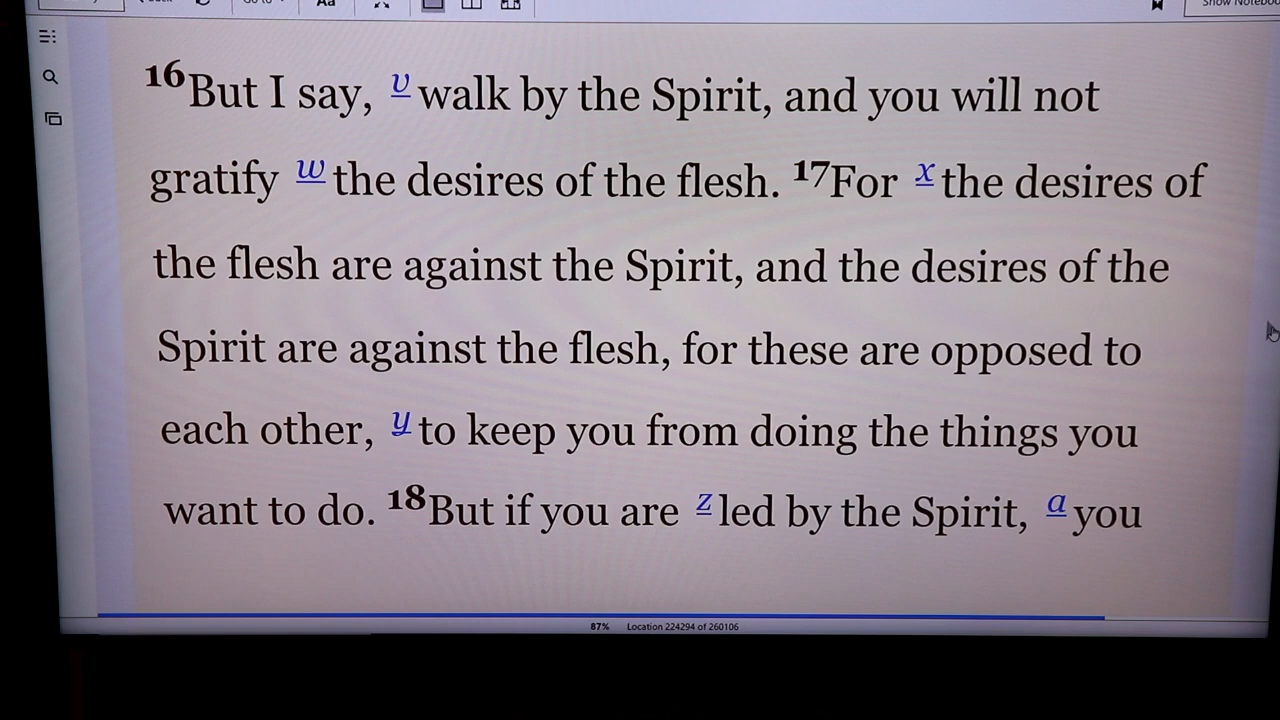 Aa
16But I say, v walk by the Spirit, and you will not
gratify w the desires of the flesh. 17For x the desires of
the flesh are against the Spirit, and the desires of the
Spirit are against the flesh, for these are opposed to
each other, y to keep you from doing the things you
want to do. 18But if you are z led by the Spirit, a you
87% Location 224294 of 260106